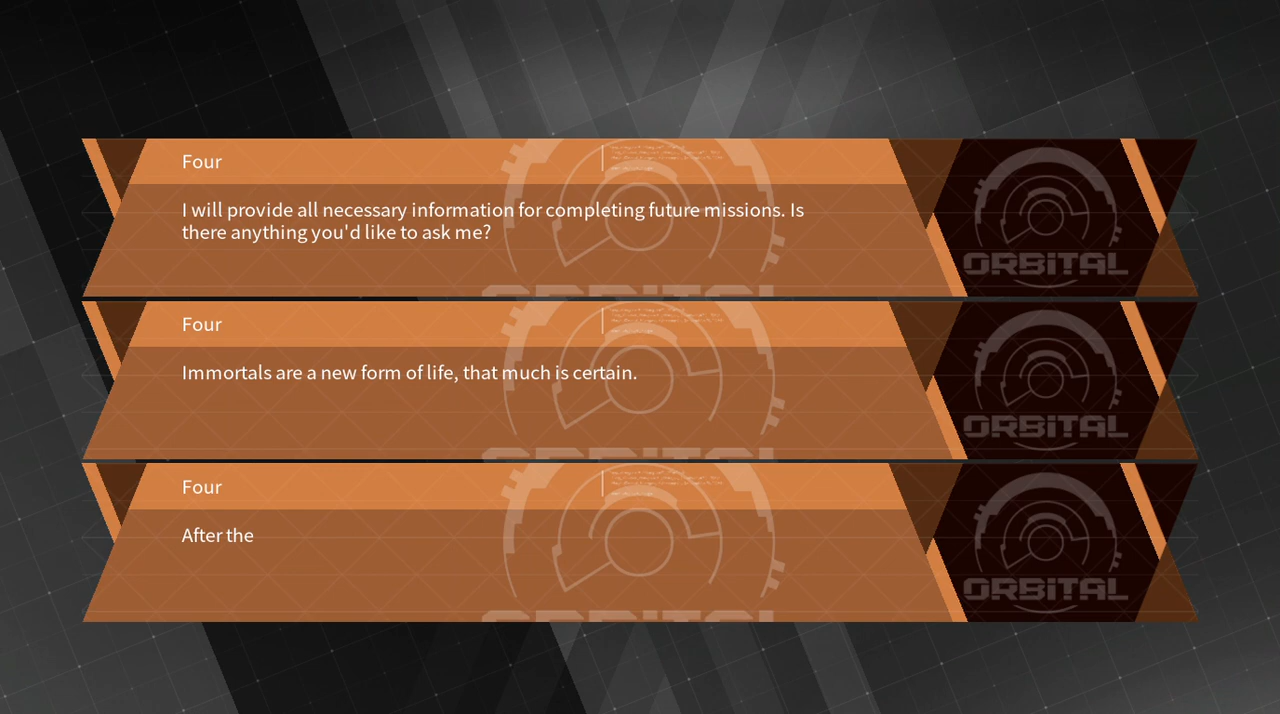 Four
I will provide all necessary information for completing future missions. Is
there anything you'd like to ask me?
ORBITAL
Four
Immortals are a new form of life, that much is certain.
ORBITAL
Four
After the
ORBITAL